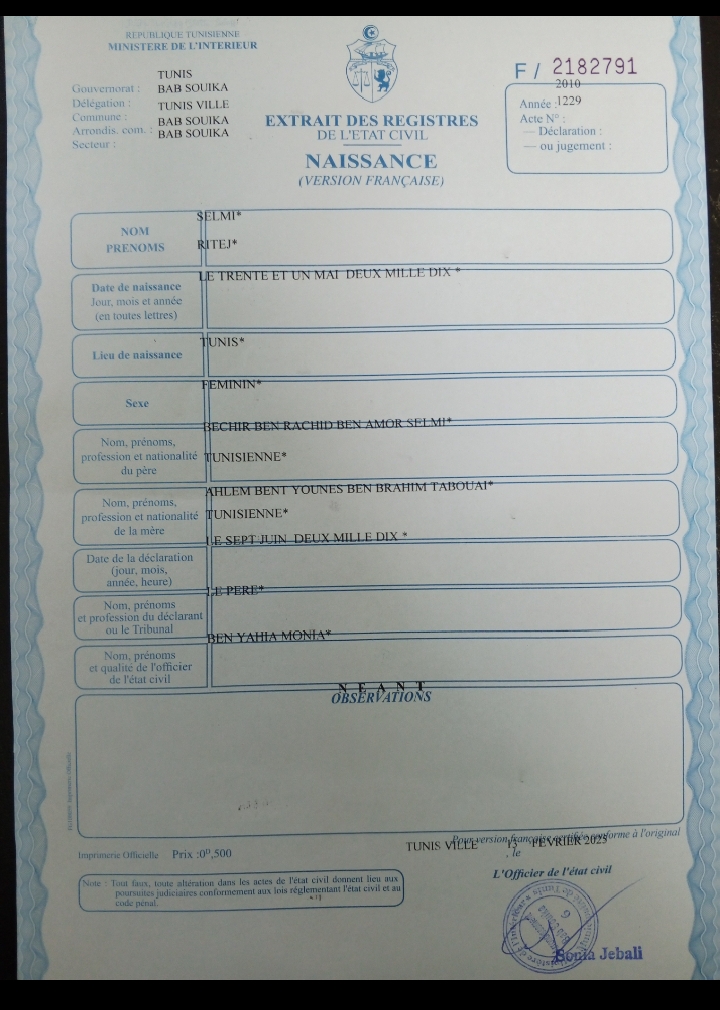 REPUBLIQUE TUNISIENNE
MINISTERE DE L'INTERIEUR
TUNIS
Gouvernorat : BAB SOUIKA
Délégation : TUNIS VILLE
Commune : BAB SOUIKA
Arrondis. com. : BAB SOUIKA
Secteur :
EXTRAIT DES REGISTRES
DE L'ETAT CIVIL
NAISSANCE
(VERSION FRANÇAISE)
F / 2182791
2010
Année : 1229
Acte N° :
— Déclaration :
— ou jugement :
SELMI*
NOM
PRENOMS
RITEJ*
LE TRENTE ET UN MAI DEUX MILLE DIX *
Date de naissance
Jour, mois et année
(en toutes lettres)
TUNIS*
Lieu de naissance
FEMININ*
Sexe
BECHIR BEN RACHID BEN AMOR SELMI*
Nom, prénoms,
profession et nationalité
du père
TUNISIENNE*
AHLEM BENT YOUNES BEN BRAHIM TABOUAI*
Nom, prénoms,
profession et nationalité
de la mère
TUNISIENNE*
LE SEPT JUIN DEUX MILLE DIX *
Date de la déclaration
(jour, mois,
année, heure)
LE PERE*
Nom, prénoms
et profession du déclarant
ou le Tribunal
BEN YAHIA MONIA*
Nom, prénoms
et qualité de l'officier
de l'état civil
N E A N T
OBSERVATIONS
Pour version française certifiée conforme à l'original
TUNIS VILLE , le 13 FEVRIER 2025
Imprimerie Officielle Prix :0ᴰ,500
L'Officier de l'état civil
Note : Tout faux, toute altération dans les actes de l'état civil donnent lieu aux
poursuites judiciaires conformement aux lois réglementant l'état civil et au
code pénal.
Sonia Jebali